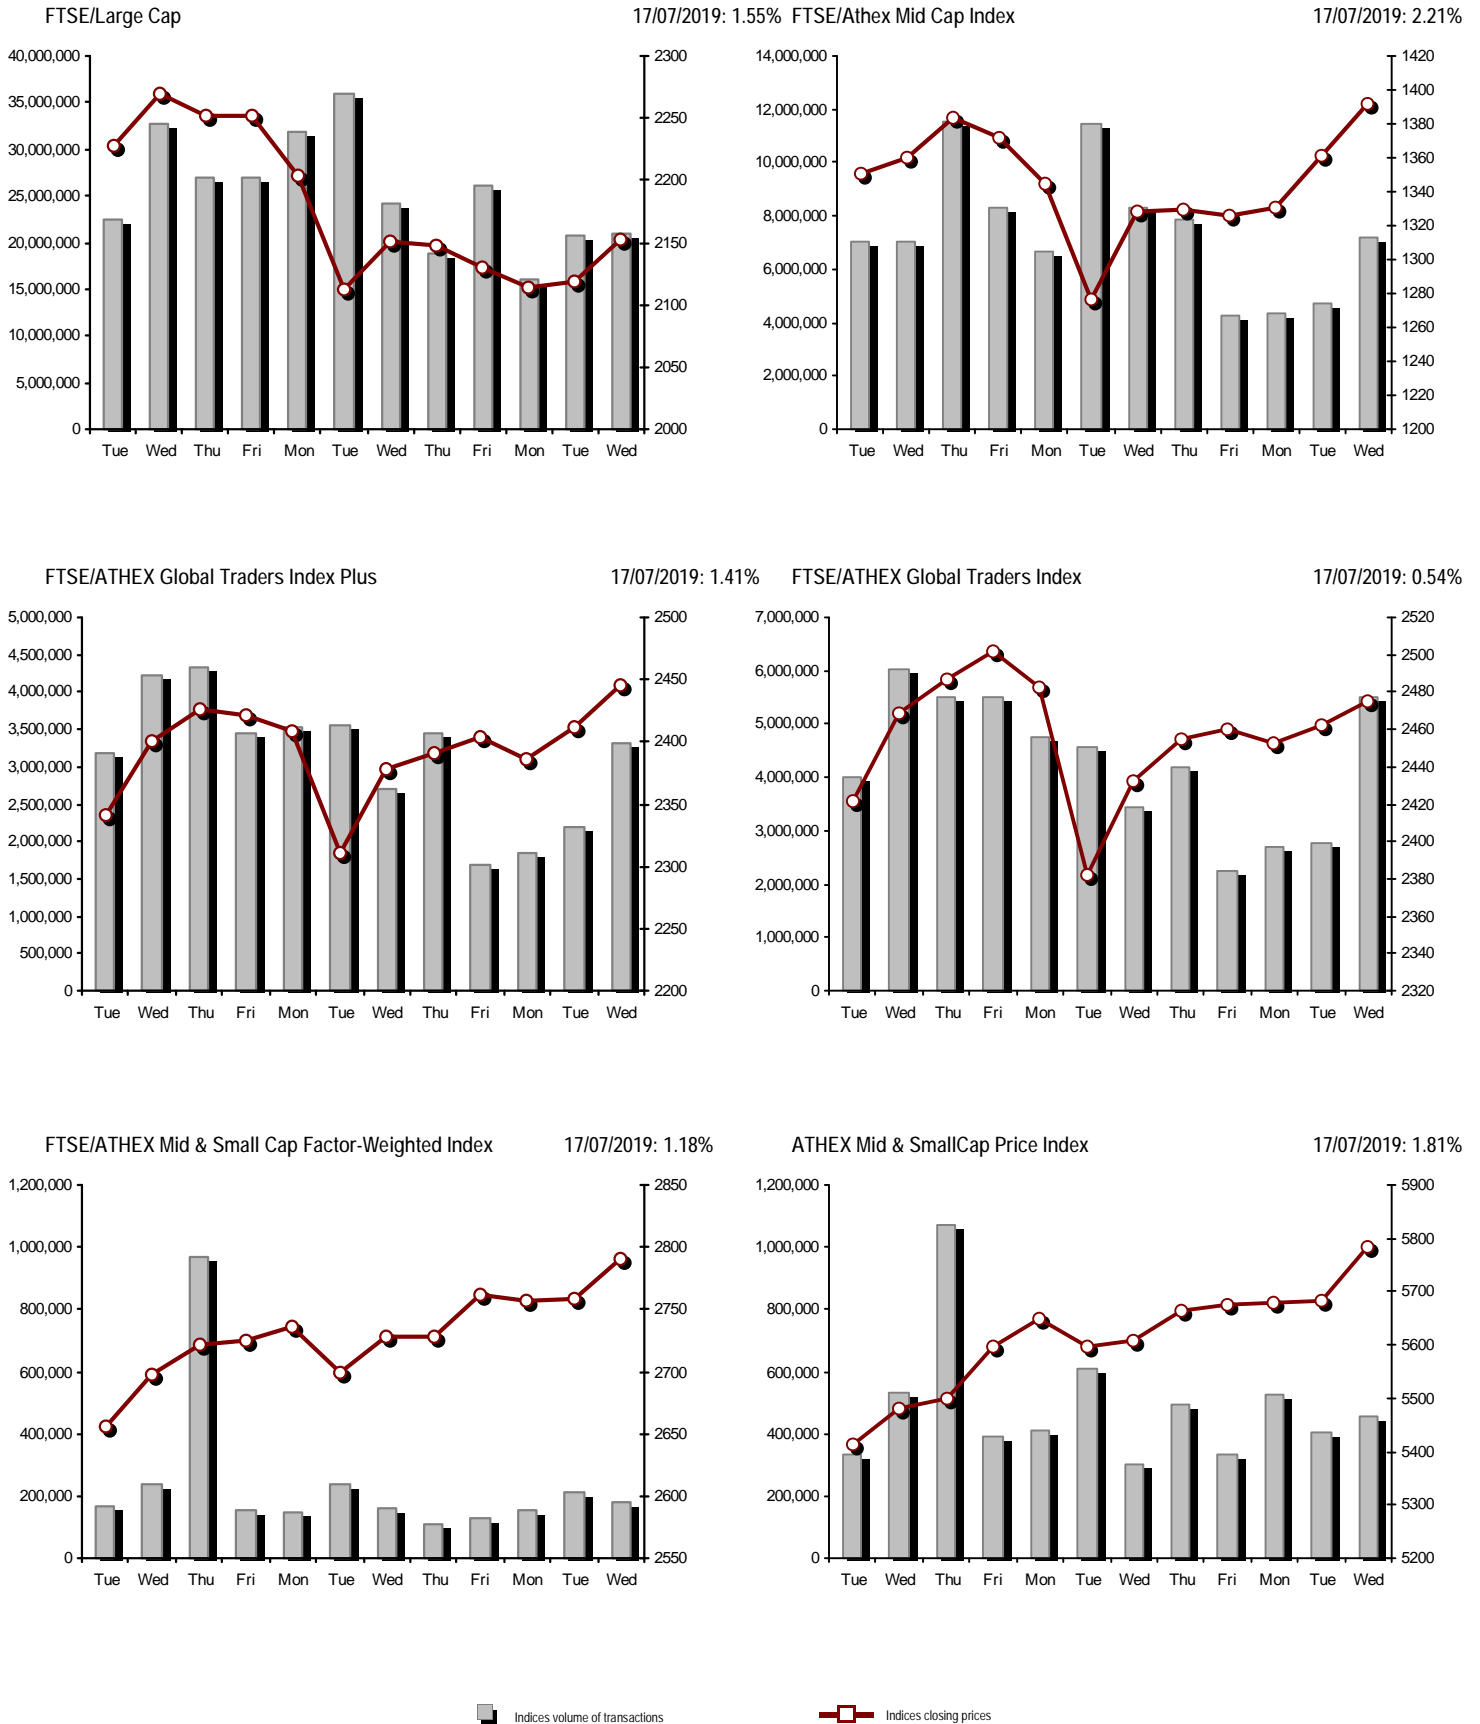 FTSE/Large Cap 17/07/2019: 1.55% FTSE/Athex Mid Cap Index 17/07/2019: 2.21%
40,000,000 2300 14,000,000 1420
35,000,000 2250 12,000,000 1400
30,000,000 2200 10,000,000 1380
25,000,000 2150 8,000,000 1360
20,000,000 2100 6,000,000 1340
15,000,000 2050 4,000,000 1320
10,000,000 2000 2,000,000 1300
5,000,000 0 1280
0 1260
1240
1220
1200
Tue Wed Thu Fri Mon Tue Wed Thu Fri Mon Tue Wed Tue Wed Thu Fri Mon Tue Wed Thu Fri Mon Tue Wed
FTSE/ATHEX Global Traders Index Plus 17/07/2019: 1.41% FTSE/ATHEX Global Traders Index 17/07/2019: 0.54%
5,000,000 2500 7,000,000 2520
4,500,000 2450 6,000,000 2500
4,000,000 2400 5,000,000 2480
3,500,000 2350 4,000,000 2460
3,000,000 2300 3,000,000 2440
2,500,000 2250 2,000,000 2420
2,000,000 2200 1,000,000 2400
1,500,000 0 2380
1,000,000 2360
500,000 2340
0 2320
Tue Wed Thu Fri Mon Tue Wed Thu Fri Mon Tue Wed Tue Wed Thu Fri Mon Tue Wed Thu Fri Mon Tue Wed
FTSE/ATHEX Mid & Small Cap Factor-Weighted Index 17/07/2019: 1.18% ATHEX Mid & SmallCap Price Index 17/07/2019: 1.81%
1,200,000 2850 1,200,000 5900
1,000,000 2800 1,000,000 5800
800,000 2750 800,000 5700
600,000 2700 600,000 5600
400,000 2650 400,000 5500
200,000 2600 200,000 5400
0 2550 0 5300
5200
Tue Wed Thu Fri Mon Tue Wed Thu Fri Mon Tue Wed Tue Wed Thu Fri Mon Tue Wed Thu Fri Mon Tue Wed
Indices volume of transactions Indices closing prices